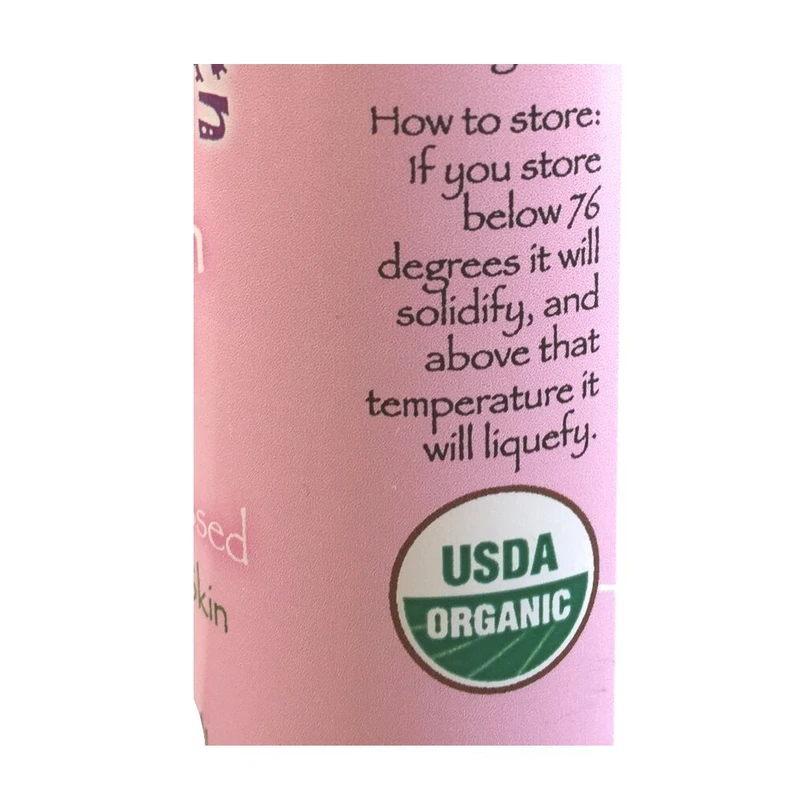 How to store:
If you store
below 76
degrees it will
solidify, and
above that
temperature it
will liquefy.
USDA
ORGANIC